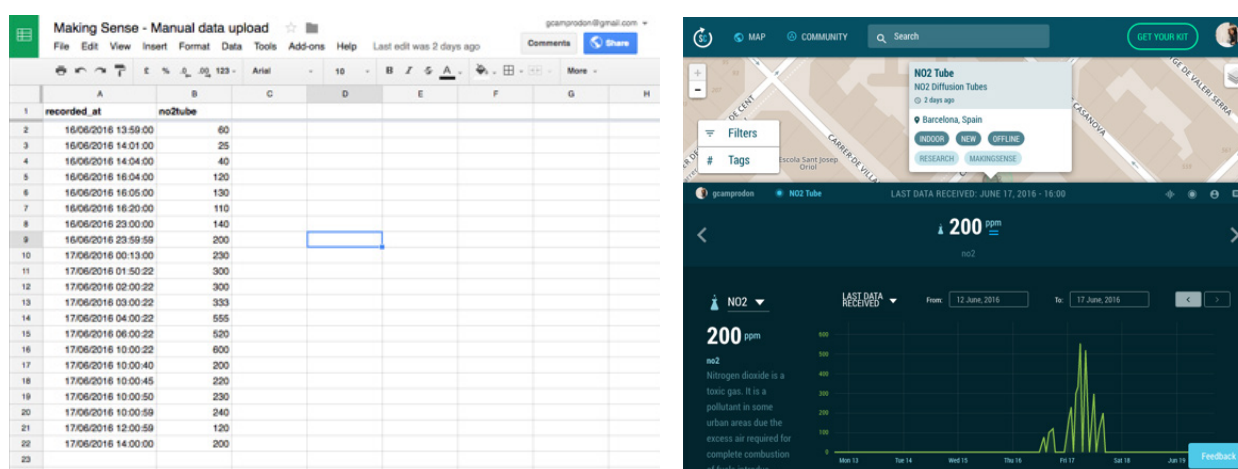 Making Sense - Manual data upload
gcamprodon@gmail.com
File Edit View Insert Format Data Tools Add-ons Help Last edit was 2 days ago
Comments Share
£ % .0 .00 123 Arial 10 B I S A More
A B C D E F G H
1 recorded_at no2tube
2 16/06/2016 13:59:00 60
3 16/06/2016 14:01:00 25
4 16/06/2016 14:04:00 40
5 16/06/2016 16:04:00 120
6 16/06/2016 16:05:00 130
7 16/06/2016 16:20:00 110
8 16/06/2016 23:00:00 140
9 16/06/2016 23:59:59 200
10 17/06/2016 00:13:00 230
11 17/06/2016 01:50:22 300
12 17/06/2016 02:00:22 300
13 17/06/2016 03:00:22 333
14 17/06/2016 04:00:22 555
15 17/06/2016 06:00:22 520
16 17/06/2016 10:00:22 600
17 17/06/2016 10:00:40 200
18 17/06/2016 10:00:45 220
19 17/06/2016 10:00:50 230
20 17/06/2016 10:00:59 240
21 17/06/2016 12:00:59 120
22 17/06/2016 14:00:00 200
23
SC MAP COMMUNITY Search GET YOUR KIT
+
-
NO2 Tube
NO2 Diffusion Tubes
2 days ago
Barcelona, Spain
INDOOR NEW OFFLINE
RESEARCH MAKINGSENSE
Filters
# Tags
Escola Sant Josep
Oriol
CARRER DE VILA
CASANOVA
DE VALERI SERRA
DE CENT
gcamprodon NO2 Tube LAST DATA RECEIVED: JUNE 17, 2016 - 16:00
200 ppm
no2
NO2
LAST DATA
RECEIVED
From: 12 June, 2016 To: 17 June, 2016
200 ppm
no2
Nitrogen dioxide is a
toxic gas. It is a
pollutant in some
urban areas due the
excess air required for
complete combustion
600
500
400
300
200
100
0
Mon 13 Tue 14 Wed 15 Thu 16 Fri 17 Sat 18 Jun 19
Feedback